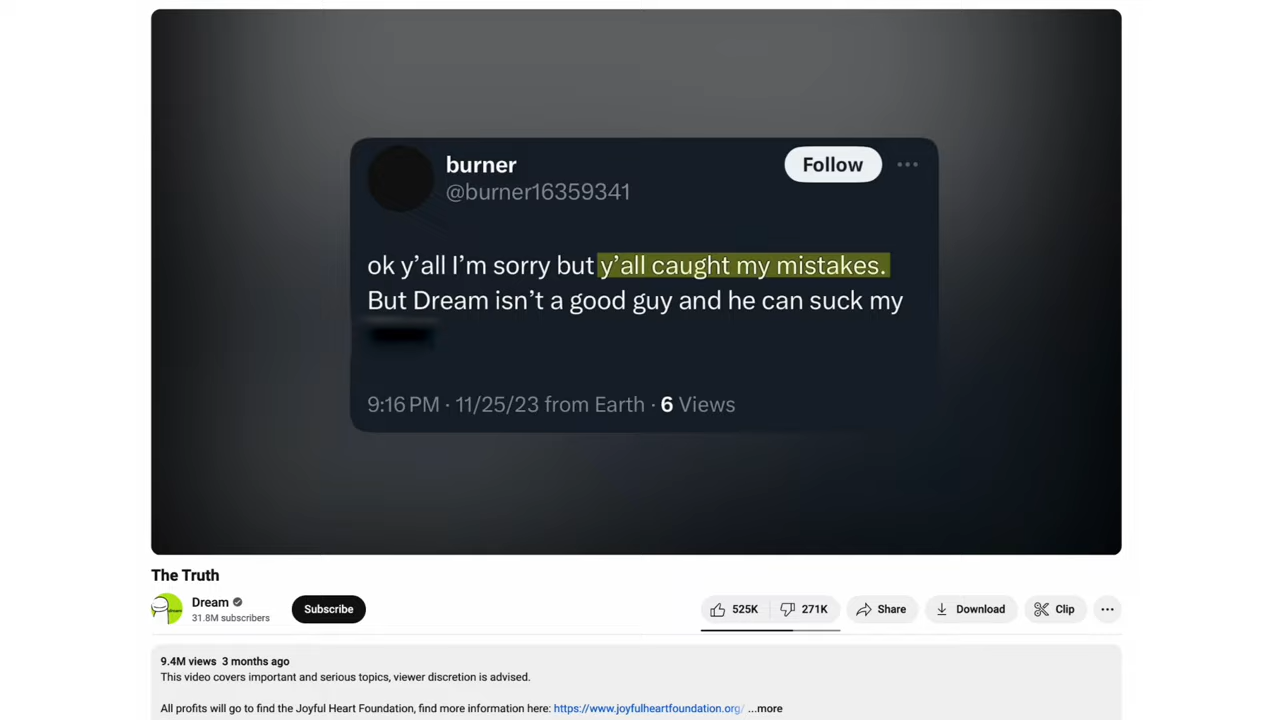 burner
Follow
@burner16359341
ok y’all I’m sorry but y’all caught my mistakes.
But Dream isn’t a good guy and he can suck my
9:16 PM · 11/25/23 from Earth · 6 Views
The Truth
Dream
31.8M subscribers
Subscribe
525K
271K
Share
Download
Clip
9.4M views 3 months ago
This video covers important and serious topics, viewer discretion is advised.
All profits will go to find the Joyful Heart Foundation, find more information here: https://www.joyfulheartfoundation.org/ ...more